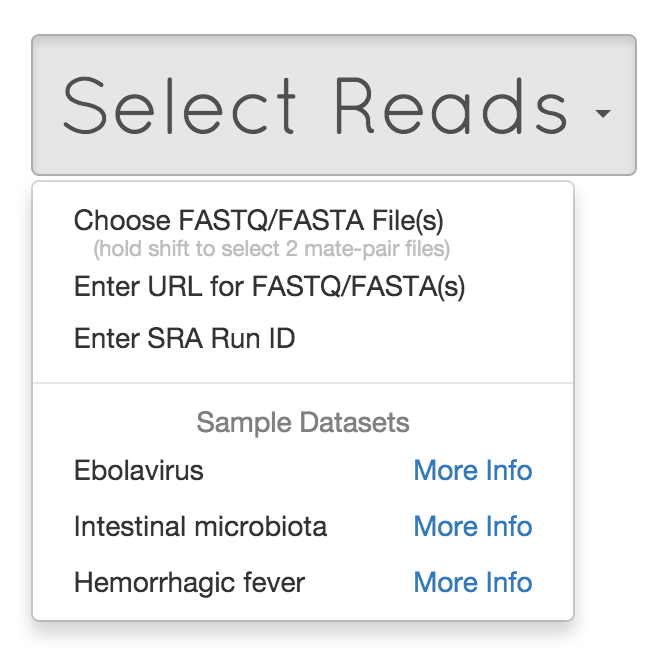 Select Reads
Choose FASTQ/FASTA File(s)
(hold shift to select 2 mate-pair files)
Enter URL for FASTQ/FASTA(s)
Enter SRA Run ID
Sample Datasets
Ebolavirus More Info
Intestinal microbiota More Info
Hemorrhagic fever More Info